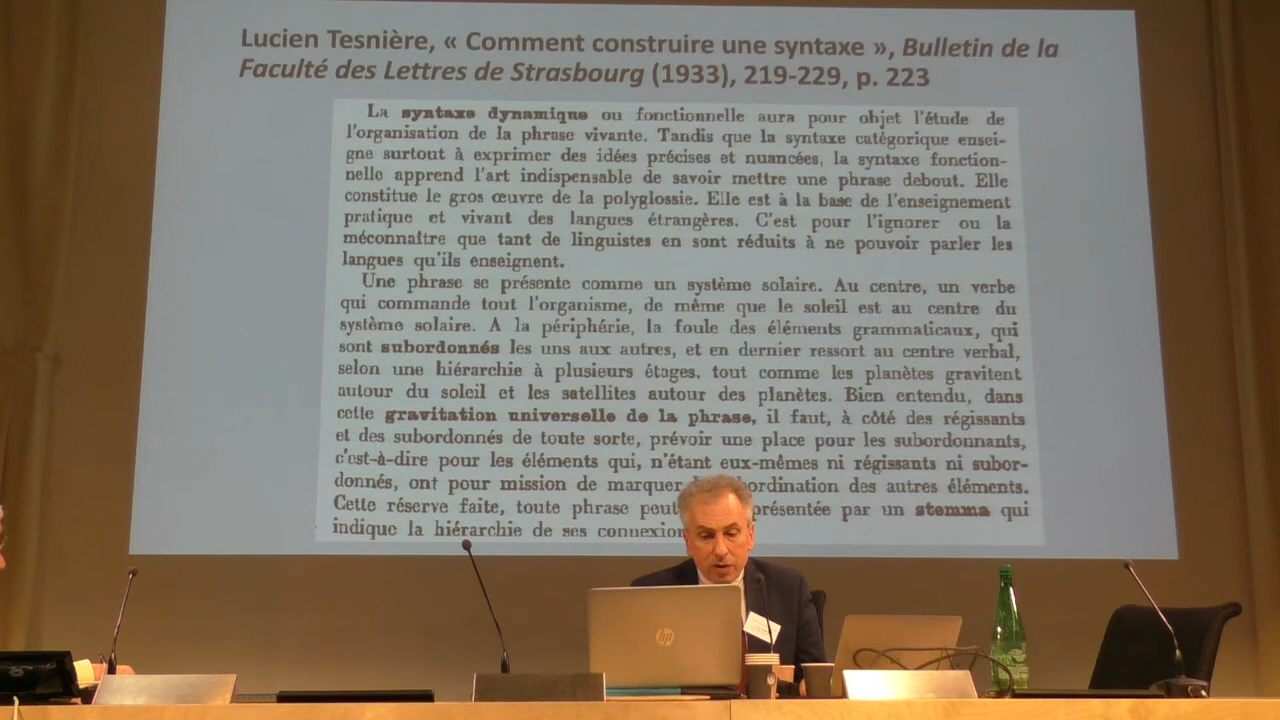 Lucien Tesnière, « Comment construire une syntaxe », Bulletin de la
Faculté des Lettres de Strasbourg (1933), 219-229, p. 223
La syntaxe dynamique ou fonctionnelle aura pour objet l'étude de
l'organisation de la phrase vivante. Tandis que la syntaxe catégorique ensei-
gne surtout à exprimer des idées précises et nuancées, la syntaxe fonction-
nelle apprend l'art indispensable de savoir mettre une phrase debout. Elle
constitue le gros œuvre de la polyglossie. Elle est à la base de l'enseignement
pratique et vivant des langues étrangères. C'est pour l'ignorer ou la
méconnaître que tant de linguistes en sont réduits à ne pouvoir parler les
langues qu'ils enseignent.
Une phrase se présente comme un système solaire. Au centre, un verbe
qui commande tout l'organisme, de même que le soleil est au centre du
système solaire. A la périphérie, la foule des éléments grammaticaux, qui
sont subordonnés les uns aux autres, et en dernier ressort au centre verbal,
selon une hiérarchie à plusieurs étages, tout comme les planètes gravitent
autour du soleil et les satellites autour des planètes. Bien entendu, dans
cette gravitation universelle de la phrase, il faut, à côté des régissants
et des subordonnés de toute sorte, prévoir une place pour les subordonnants,
c'est-à-dire pour les éléments qui, n'étant eux-mêmes ni régissants ni subor-
donnés, ont pour mission de marquer ordination des autres éléments.
Cette réserve faite, toute phrase peut présentée par un stemma qui
indique la hiérarchie de ses connexion
hp